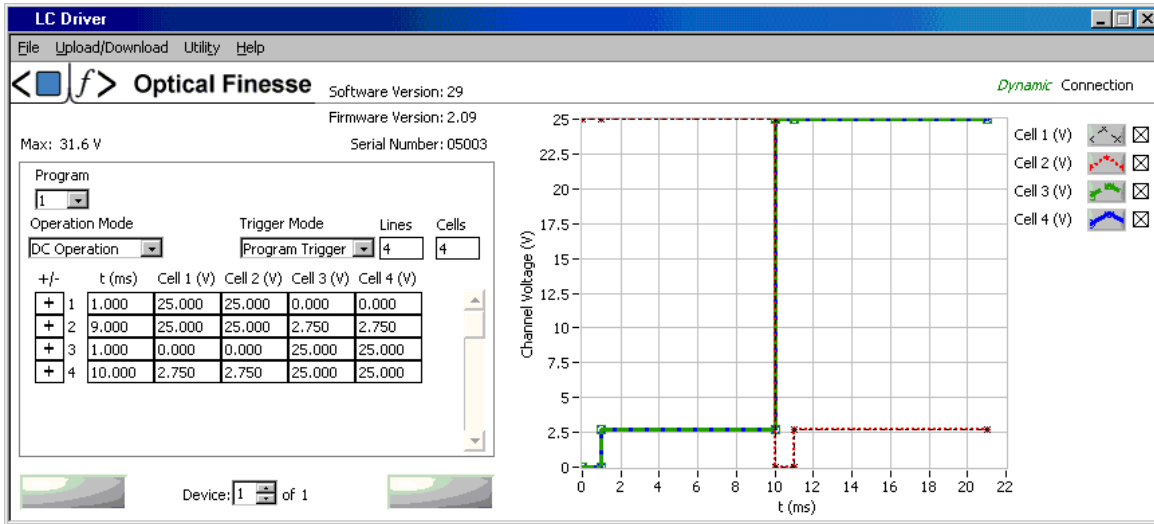 LC Driver
File Upload/Download Utility Help
< f > Optical Finesse
Software Version: 29
Dynamic Connection
Firmware Version: 2.09
Max: 31.6 V
Serial Number: 05003
Program
1
Operation Mode Trigger Mode Lines Cells
DC Operation Program Trigger 4 4
+/- t (ms) Cell 1 (V) Cell 2 (V) Cell 3 (V) Cell 4 (V)
+ 1 1.000 25.000 25.000 0.000 0.000
+ 2 9.000 25.000 25.000 2.750 2.750
+ 3 1.000 0.000 0.000 25.000 25.000
+ 4 10.000 2.750 2.750 25.000 25.000
Device: 1 of 1
Channel Voltage (V)
25
22.5
20
17.5
15
12.5
10
7.5
5
2.5
0
0 2 4 6 8 10 12 14 16 18 20 22
t (ms)
Cell 1 (V)
Cell 2 (V)
Cell 3 (V)
Cell 4 (V)